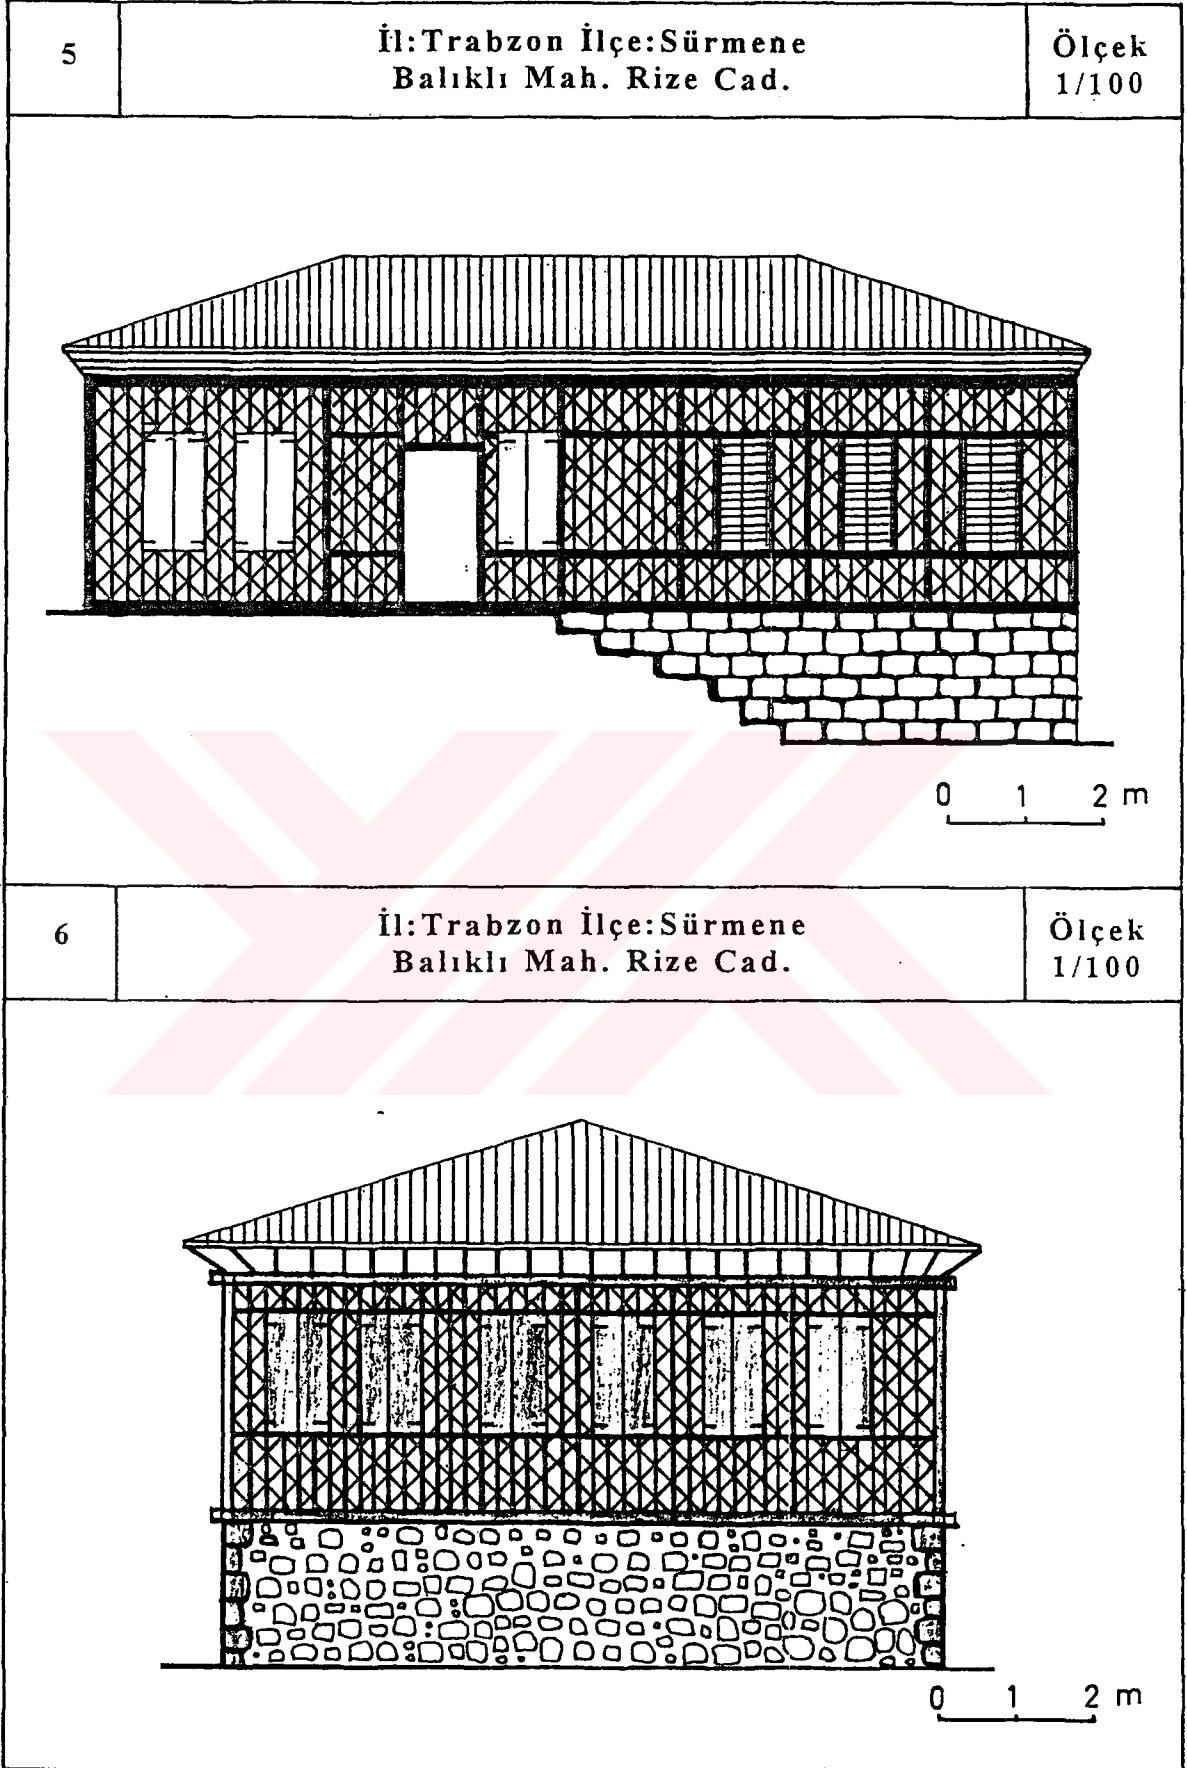 5
İl:Trabzon İlçe:Sürmene
Balıklı Mah. Rize Cad.
Ölçek
1/100
0 1 2 m
6
İl:Trabzon İlçe:Sürmene
Balıklı Mah. Rize Cad.
Ölçek
1/100
0 1 2 m